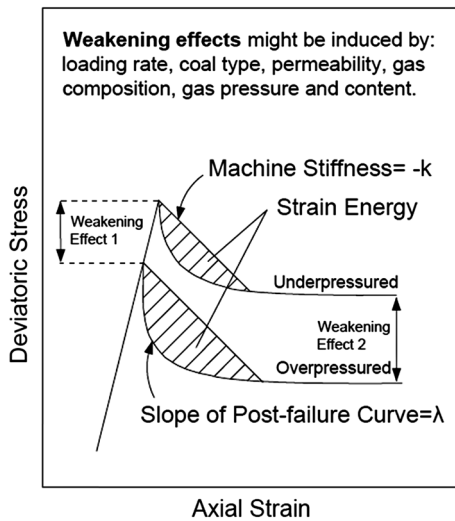 Weakening effects might be induced by:
loading rate, coal type, permeability, gas
composition, gas pressure and content.
Machine Stiffness= -k
Strain Energy
Weakening
Effect 1
Underpressured
Weakening
Effect 2
Overpressured
Slope of Post-failure Curve=λ
Deviatoric Stress
Axial Strain